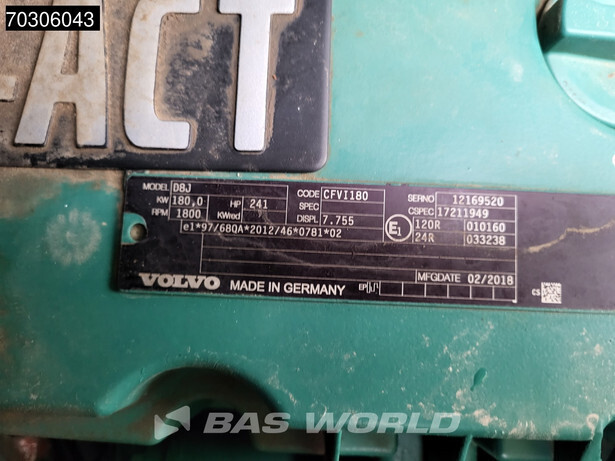 70306043
-ACT
MODEL D8J CODE CFVI180 SERNO 12169520
KW 180,0 HP 241 SPEC CSPEC 17211949
RPM 1800 KWred DISPL 7.755 E1 120R 010160
e1*97/68OA*2012/46*0781*02 24R 033238
MFGDATE 02/2018
VOLVO MADE IN GERMANY EP CS
BAS WORLD